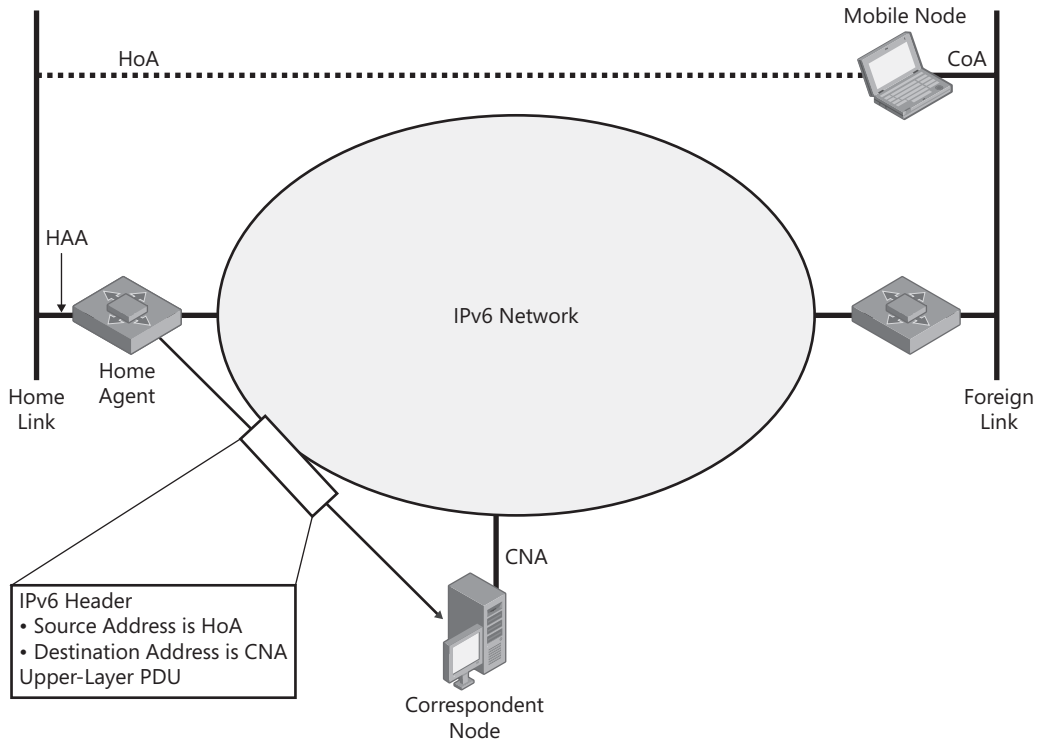 Mobile Node
HoA
CoA
HAA
IPv6 Network
Home
Agent
Home
Link
Foreign
Link
CNA
IPv6 Header
• Source Address is HoA
• Destination Address is CNA
Upper-Layer PDU
Correspondent
Node